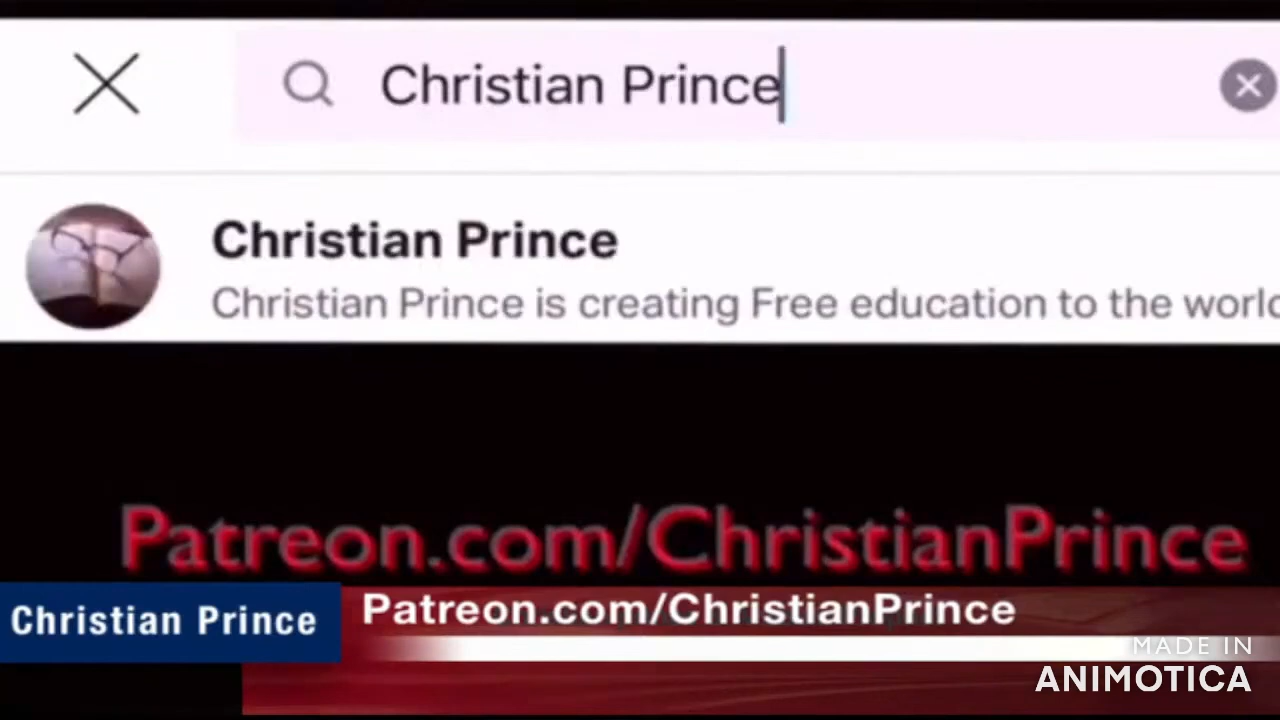 Christian Prince
Christian Prince
Christian Prince is creating Free education to the world
Patreon.com/ChristianPrince
Christian Prince
Patreon.com/ChristianPrince
MADE IN
ANIMOTICA